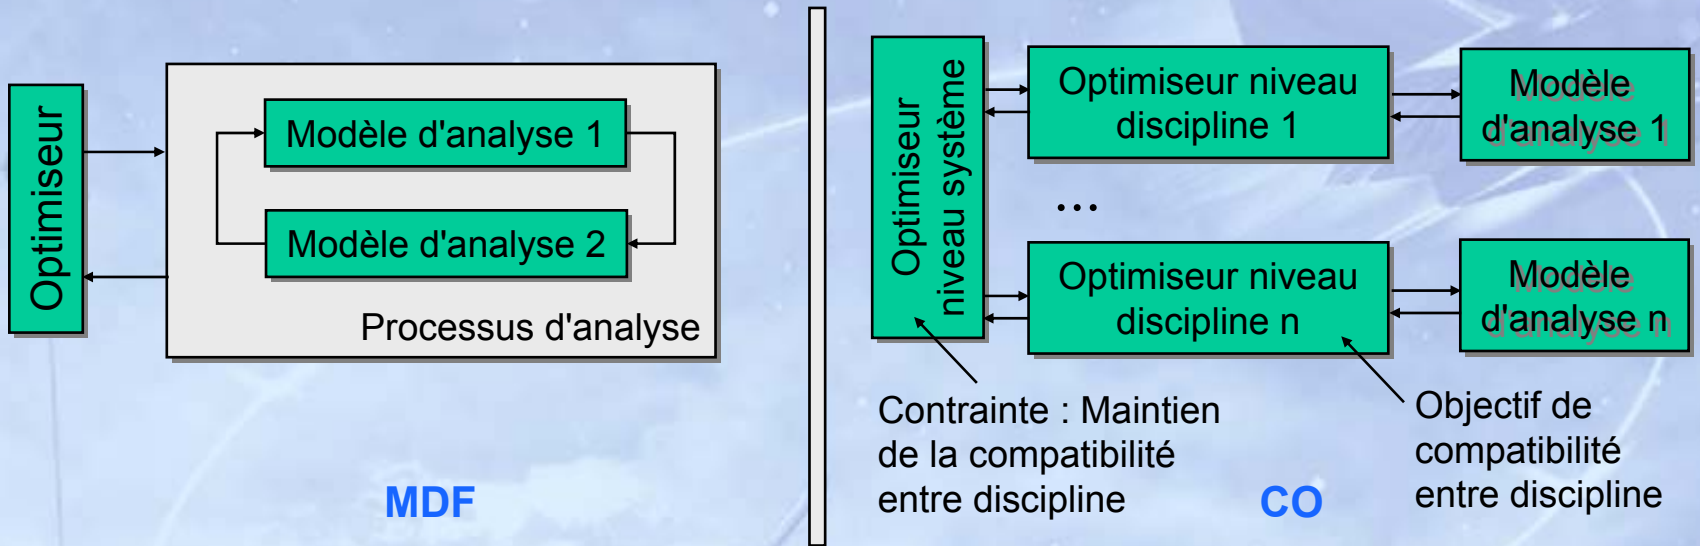 Optimiseur
Modèle d'analyse 1
Modèle d'analyse 2
Processus d'analyse
MDF
Optimiseur
niveau système
Optimiseur niveau
discipline 1
Modèle
d'analyse 1
...
Optimiseur niveau
discipline n
Modèle
d'analyse n
Contrainte : Maintien
de la compatibilité
entre discipline
Objectif de
compatibilité
entre discipline
CO